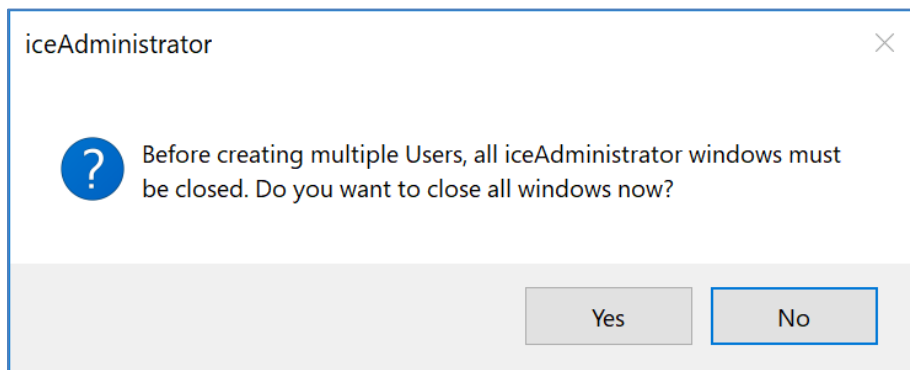 iceAdministrator
Before creating multiple Users, all iceAdministrator windows must
be closed. Do you want to close all windows now?
Yes
No